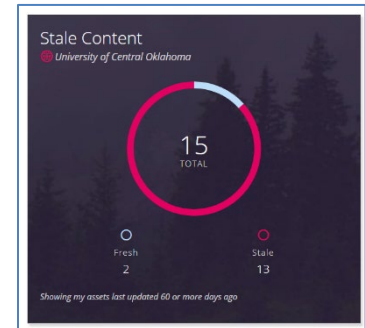 Stale Content
University of Central Oklahoma
15
TOTAL
Fresh
Stale
2
13
Showing my assets last updated 60 or more days ago